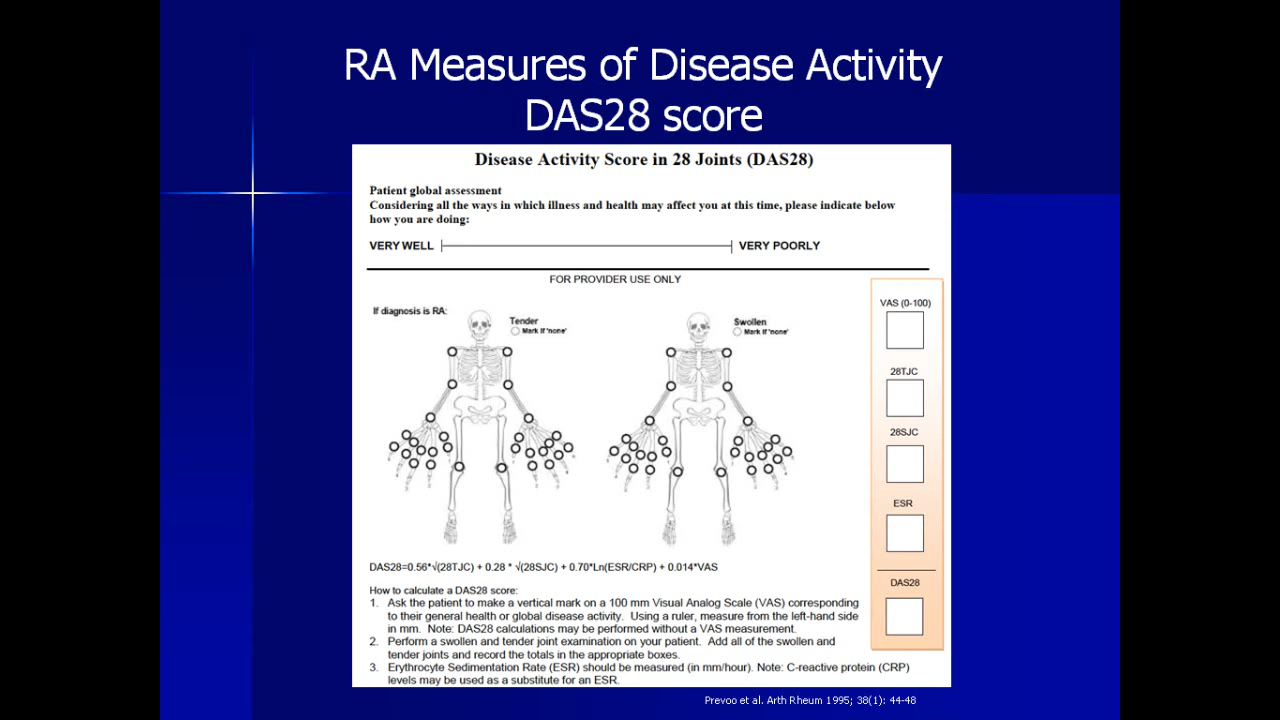 RA Measures of Disease Activity
DAS28 score
Disease Activity Score in 28 Joints (DAS28)
Patient global assessment
Considering all the ways in which illness and health may affect you at this time, please indicate below
how you are doing:
VERY WELL VERY POORLY
FOR PROVIDER USE ONLY
If diagnosis is RA:
Tender
Mark if 'none'
Swollen
Mark if 'none'
VAS (0-100)
28TJC
28SJC
ESR
DAS28
DAS28=0.56*√(28TJC) + 0.28 * √(28SJC) + 0.70*Ln(ESR/CRP) + 0.014*VAS
How to calculate a DAS28 score:
1. Ask the patient to make a vertical mark on a 100 mm Visual Analog Scale (VAS) corresponding
to their general health or global disease activity. Using a ruler, measure from the left-hand side
in mm. Note: DAS28 calculations may be performed without a VAS measurement.
2. Perform a swollen and tender joint examination on your patient. Add all of the swollen and
tender joints and record the totals in the appropriate boxes.
3. Erythrocyte Sedimentation Rate (ESR) should be measured (in mm/hour). Note: C-reactive protein (CRP)
levels may be used as a substitute for an ESR.
Prevoo et al. Arth Rheum 1995; 38(1): 44-48